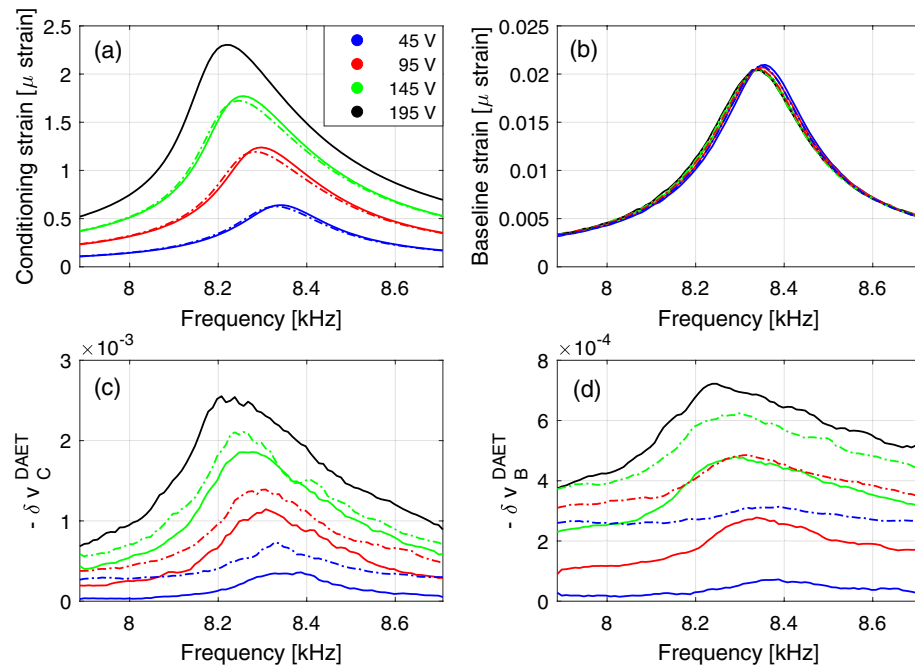 (a)
Conditioning strain [μ strain]
2.5
2
1.5
1
0.5
0
8
8.2
8.4
8.6
Frequency [kHz]
45 V
95 V
145 V
195 V
(b)
Baseline strain [μ strain]
0.02
0.015
0.01
0.005
0
8
8.2
8.4
8.6
Frequency [kHz]
×10⁻³
(c)
- δ v_C^DAET
3
2
1
0
8
8.2
8.4
8.6
Frequency [kHz]
×10⁻⁴
(d)
- δ v_B^DAET
8
6
4
2
0
8
8.2
8.4
8.6
Frequency [kHz]